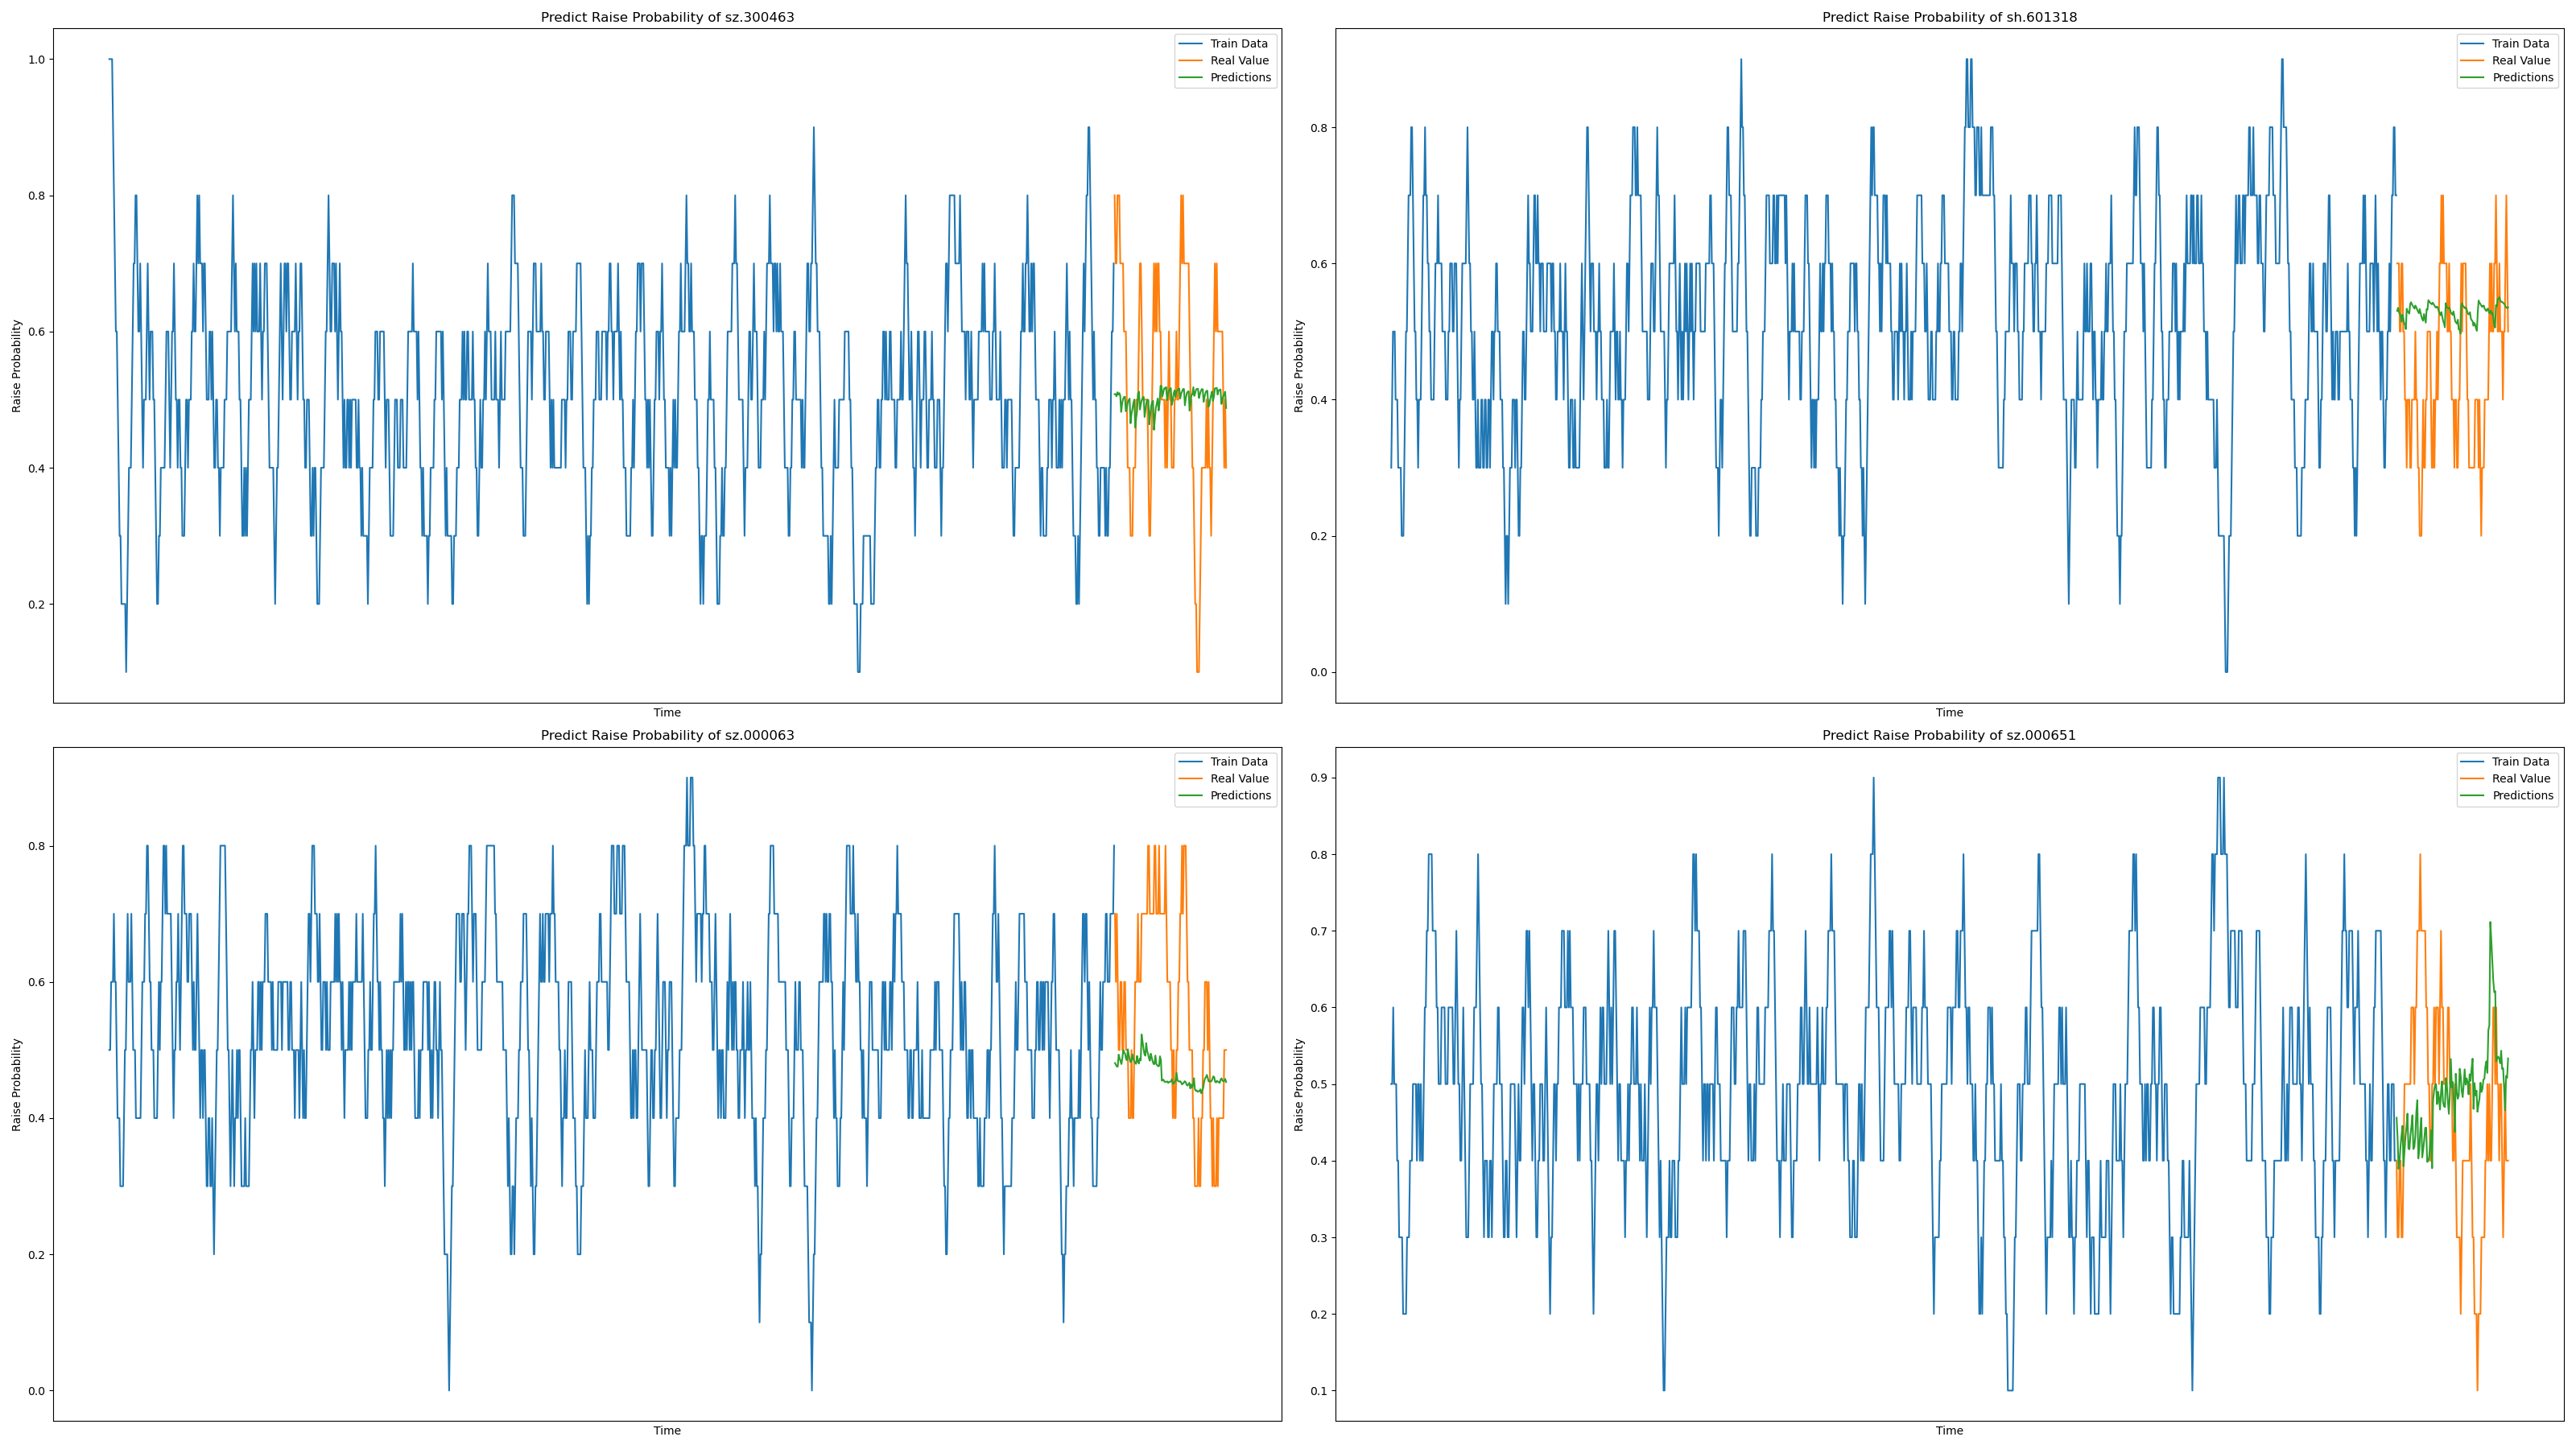 Predict Raise Probability of sz.300463
Raise Probability
1.0
0.8
0.6
0.4
0.2
Train Data
Real Value
Predictions
Time
Predict Raise Probability of sh.601318
Raise Probability
0.8
0.6
0.4
0.2
0.0
Train Data
Real Value
Predictions
Time
Predict Raise Probability of sz.000063
Raise Probability
0.8
0.6
0.4
0.2
0.0
Train Data
Real Value
Predictions
Time
Predict Raise Probability of sz.000651
Raise Probability
0.9
0.8
0.7
0.6
0.5
0.4
0.3
0.2
0.1
Train Data
Real Value
Predictions
Time